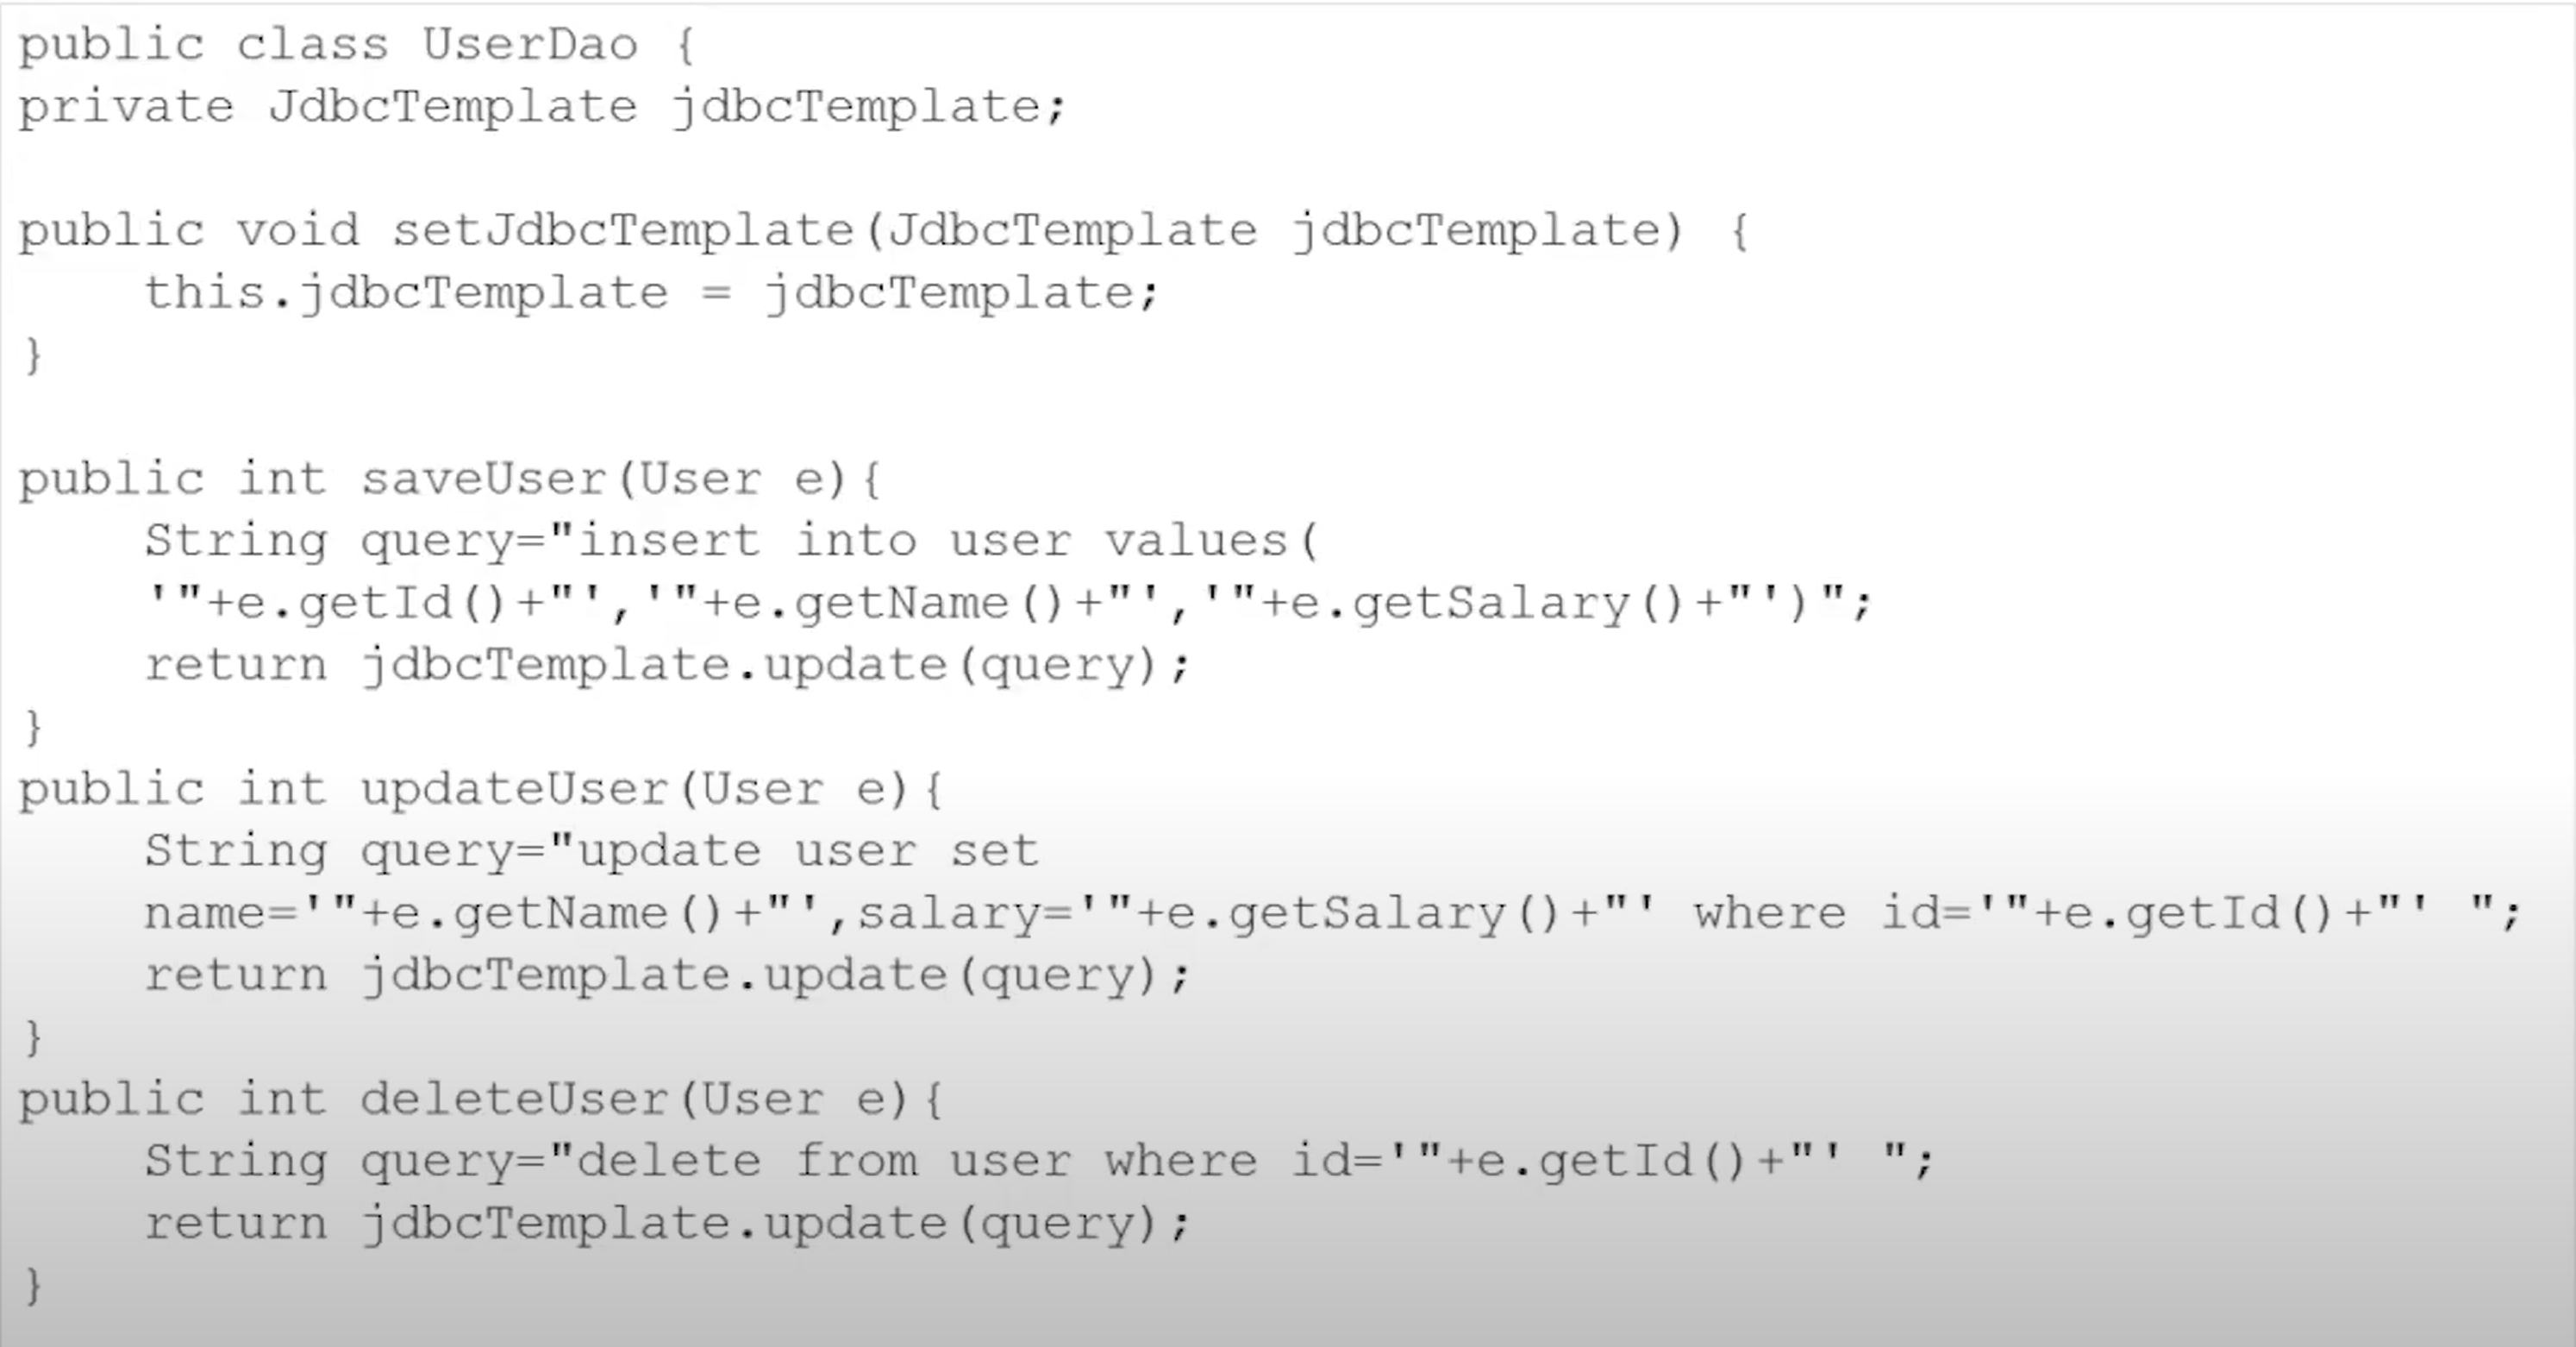 public class UserDao {
private JdbcTemplate jdbcTemplate;
public void setJdbcTemplate(JdbcTemplate jdbcTemplate) {
    this.jdbcTemplate = jdbcTemplate;
}
public int saveUser(User e){
    String query="insert into user values(
    '"+e.getId()+"','"+e.getName()+"','"+e.getSalary()+"')";
    return jdbcTemplate.update(query);
}
public int updateUser(User e){
    String query="update user set
    name='"+e.getName()+"',salary='"+e.getSalary()+"' where id='"+e.getId()+"' ";
    return jdbcTemplate.update(query);
}
public int deleteUser(User e){
    String query="delete from user where id='"+e.getId()+"' ";
    return jdbcTemplate.update(query);
}